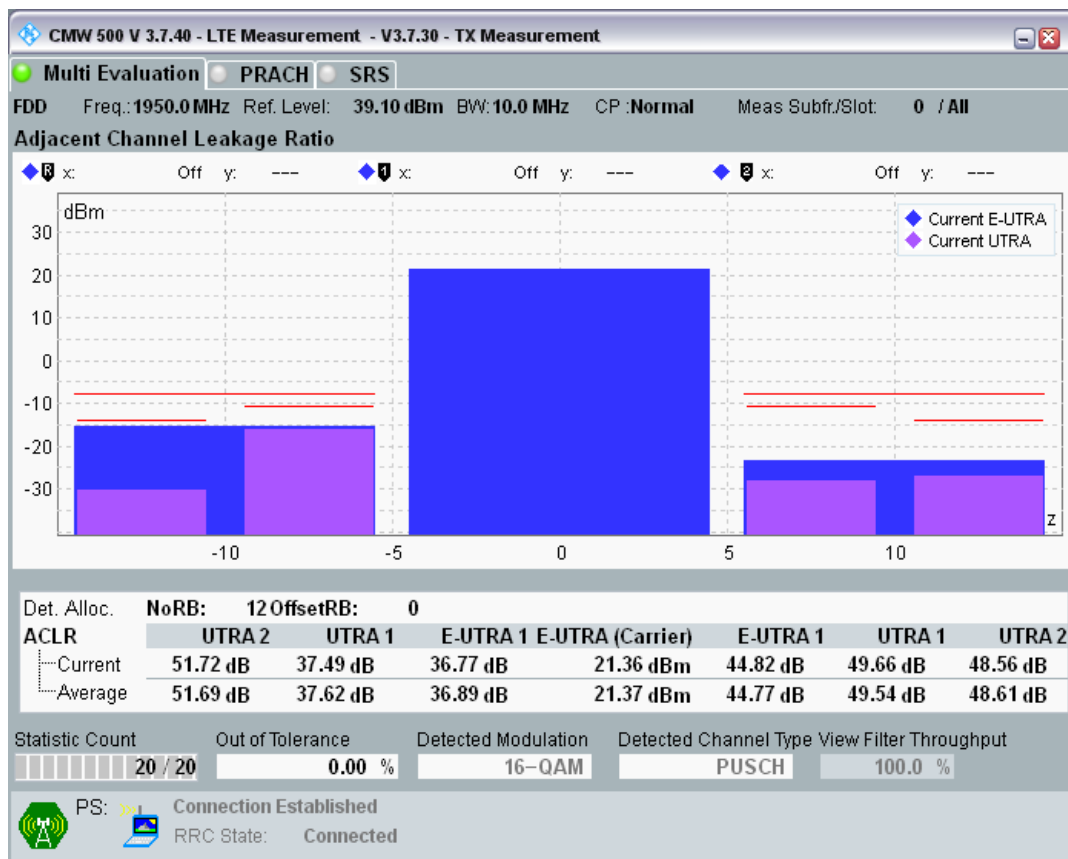 CMW 500 V 3.7.40 - LTE Measurement - V3.7.30 - TX Measurement
Multi Evaluation PRACH SRS
FDD Freq.: 1950.0 MHz Ref. Level: 39.10 dBm BW: 10.0 MHz CP : Normal Meas Subfr./Slot: 0 / All
Adjacent Channel Leakage Ratio
R x: Off y: --- 1 x: Off y: --- 2 x: Off y: ---
dBm
Current E-UTRA
Current UTRA
30
20
10
0
-10
-20
-30
z
-10 -5 0 5 10
Det. Alloc. NoRB: 12 OffsetRB: 0
ACLR UTRA 2 UTRA 1 E-UTRA 1 E-UTRA (Carrier) E-UTRA 1 UTRA 1 UTRA 2
Current 51.72 dB 37.49 dB 36.77 dB 21.36 dBm 44.82 dB 49.66 dB 48.56 dB
Average 51.69 dB 37.62 dB 36.89 dB 21.37 dBm 44.77 dB 49.54 dB 48.61 dB
Statistic Count Out of Tolerance Detected Modulation Detected Channel Type View Filter Throughput
20 / 20 0.00 % 16-QAM PUSCH 100.0 %
PS: Connection Established
RRC State: Connected